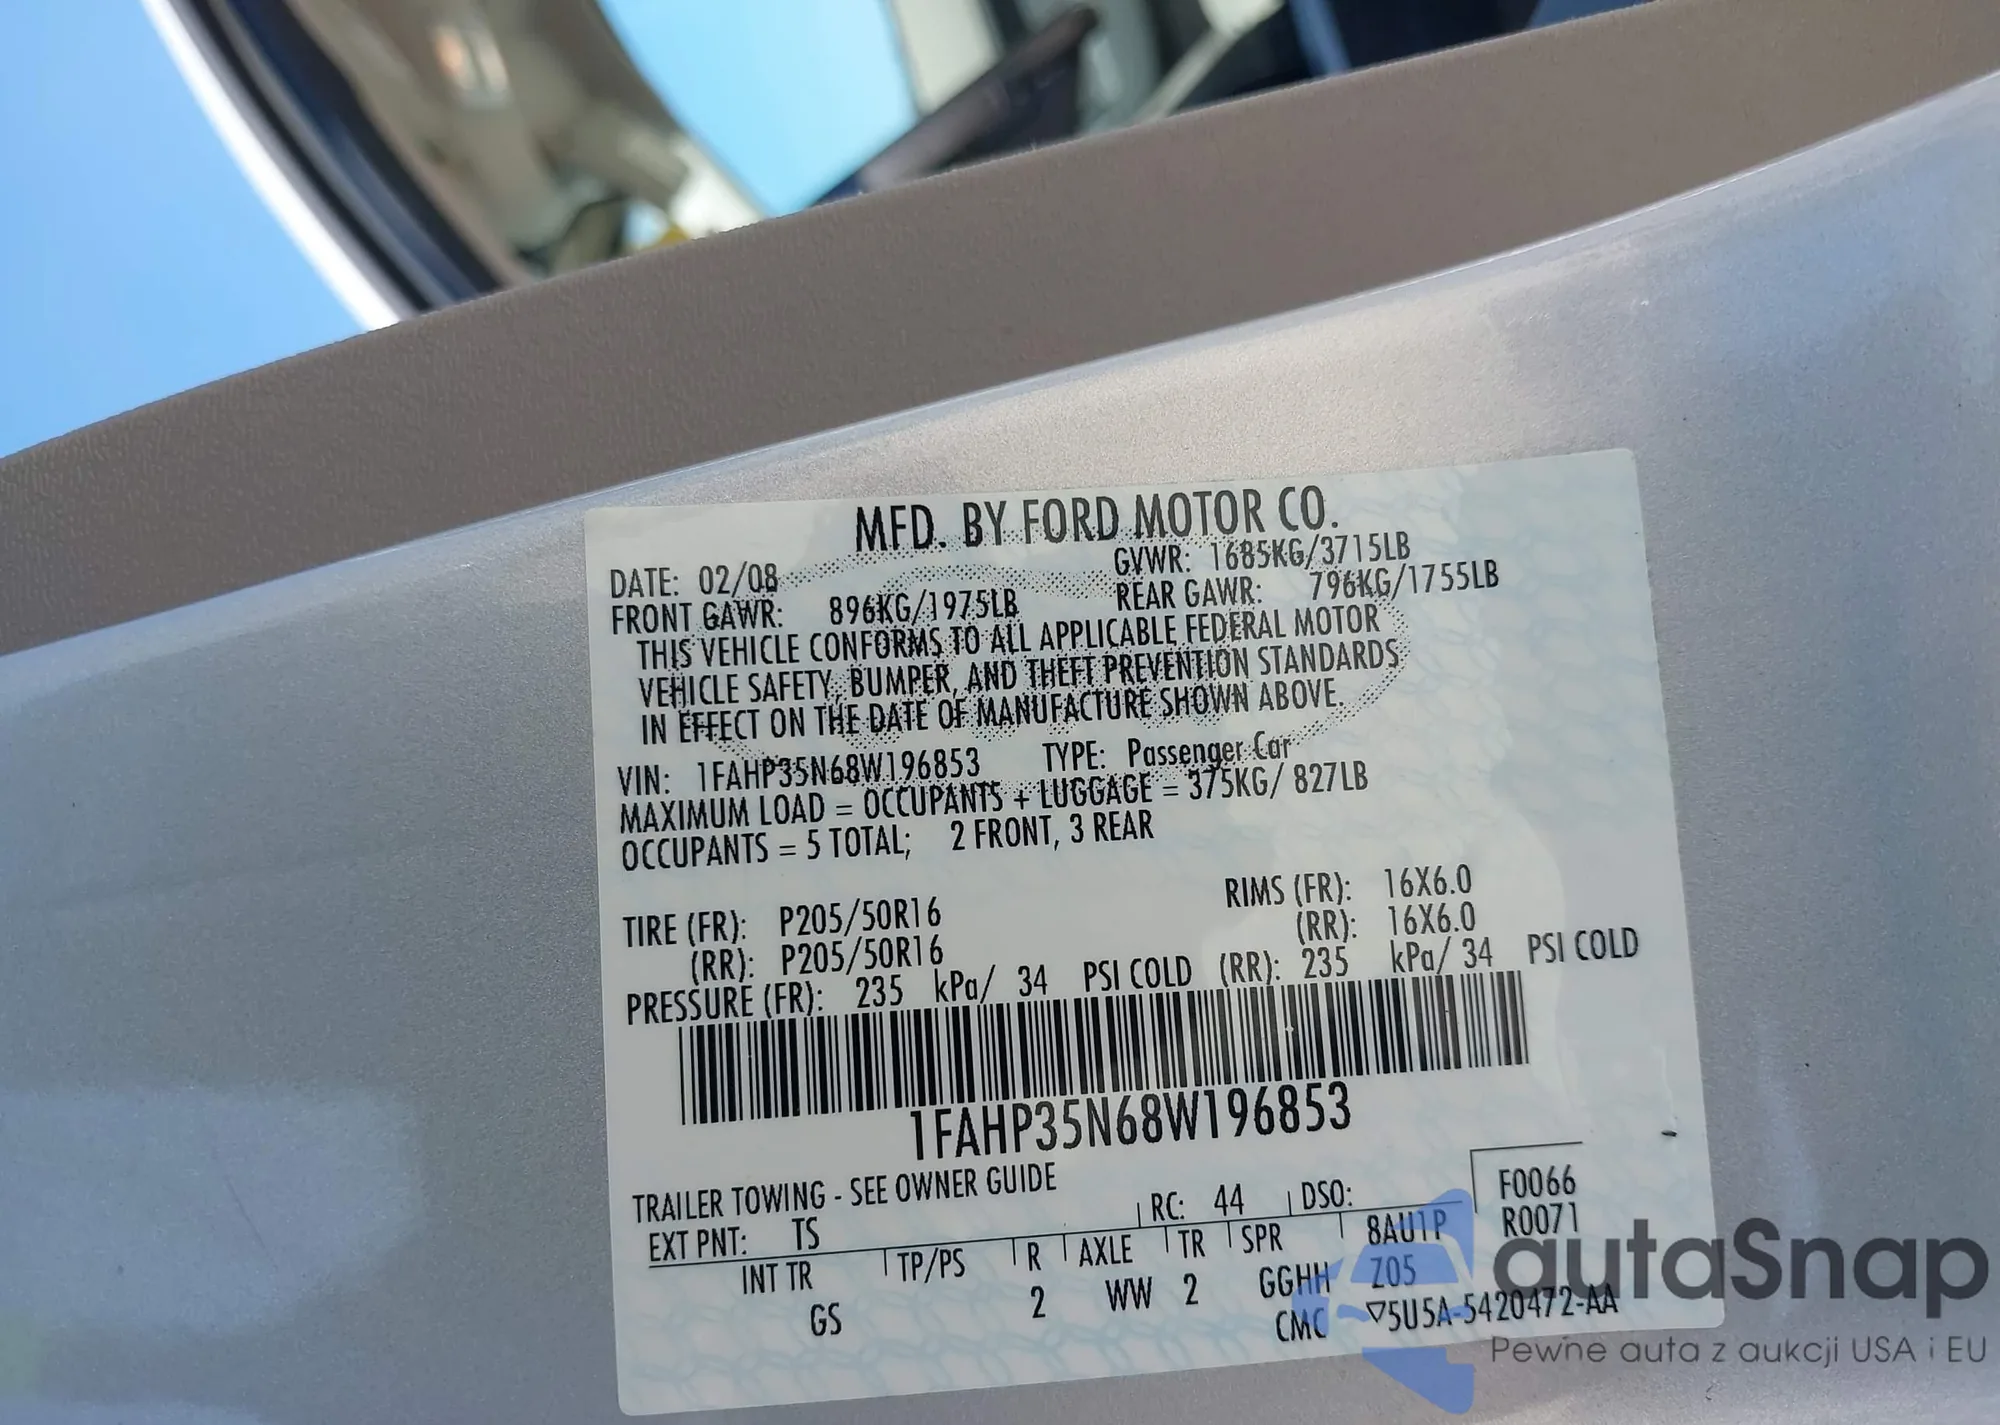 MFD. BY FORD MOTOR CO.
DATE: 02/08 GVWR: 1685KG/3715LB
FRONT GAWR: 896KG/1975LB REAR GAWR: 796KG/1755LB
THIS VEHICLE CONFORMS TO ALL APPLICABLE FEDERAL MOTOR
VEHICLE SAFETY, BUMPER, AND THEFT PREVENTION STANDARDS
IN EFFECT ON THE DATE OF MANUFACTURE SHOWN ABOVE.
VIN: 1FAHP35N68W196853 TYPE: Passenger Car
MAXIMUM LOAD = OCCUPANTS + LUGGAGE = 375KG/ 827LB
OCCUPANTS = 5 TOTAL; 2 FRONT, 3 REAR
TIRE (FR): P205/50R16 RIMS (FR): 16X6.0
(RR): P205/50R16 (RR): 16X6.0
PRESSURE (FR): 235 kPa/ 34 PSI COLD (RR): 235 kPa/ 34 PSI COLD
1FAHP35N68W196853
TRAILER TOWING - SEE OWNER GUIDE
F0066
EXT PNT: TS RC: 44 DSO: R0071
INT TR TP/PS R AXLE TR SPR 8AU1P
GS 2 WW 2 GGHH Z05
CMC ▽5U5A-5420472-AA
autaSnap
Pewne auta z aukcji USA i EU